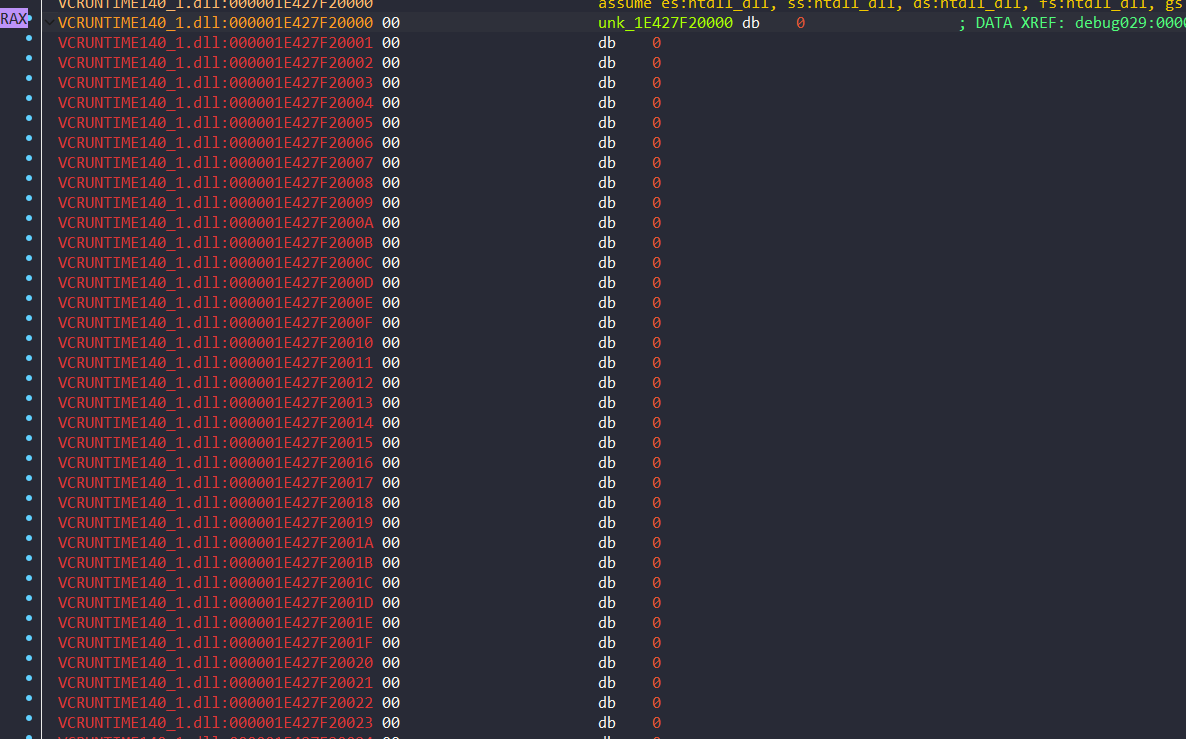 VCRUNTIME140_1.dll:000001E427F20000 assume es:ntdll_dll, ss:ntdll_dll, ds:ntdll_dll, fs:ntdll_dll, gs
RAX VCRUNTIME140_1.dll:000001E427F20000 00 unk_1E427F20000 db 0 ; DATA XREF: debug029:000
VCRUNTIME140_1.dll:000001E427F20001 00 db 0
VCRUNTIME140_1.dll:000001E427F20002 00 db 0
VCRUNTIME140_1.dll:000001E427F20003 00 db 0
VCRUNTIME140_1.dll:000001E427F20004 00 db 0
VCRUNTIME140_1.dll:000001E427F20005 00 db 0
VCRUNTIME140_1.dll:000001E427F20006 00 db 0
VCRUNTIME140_1.dll:000001E427F20007 00 db 0
VCRUNTIME140_1.dll:000001E427F20008 00 db 0
VCRUNTIME140_1.dll:000001E427F20009 00 db 0
VCRUNTIME140_1.dll:000001E427F2000A 00 db 0
VCRUNTIME140_1.dll:000001E427F2000B 00 db 0
VCRUNTIME140_1.dll:000001E427F2000C 00 db 0
VCRUNTIME140_1.dll:000001E427F2000D 00 db 0
VCRUNTIME140_1.dll:000001E427F2000E 00 db 0
VCRUNTIME140_1.dll:000001E427F2000F 00 db 0
VCRUNTIME140_1.dll:000001E427F20010 00 db 0
VCRUNTIME140_1.dll:000001E427F20011 00 db 0
VCRUNTIME140_1.dll:000001E427F20012 00 db 0
VCRUNTIME140_1.dll:000001E427F20013 00 db 0
VCRUNTIME140_1.dll:000001E427F20014 00 db 0
VCRUNTIME140_1.dll:000001E427F20015 00 db 0
VCRUNTIME140_1.dll:000001E427F20016 00 db 0
VCRUNTIME140_1.dll:000001E427F20017 00 db 0
VCRUNTIME140_1.dll:000001E427F20018 00 db 0
VCRUNTIME140_1.dll:000001E427F20019 00 db 0
VCRUNTIME140_1.dll:000001E427F2001A 00 db 0
VCRUNTIME140_1.dll:000001E427F2001B 00 db 0
VCRUNTIME140_1.dll:000001E427F2001C 00 db 0
VCRUNTIME140_1.dll:000001E427F2001D 00 db 0
VCRUNTIME140_1.dll:000001E427F2001E 00 db 0
VCRUNTIME140_1.dll:000001E427F2001F 00 db 0
VCRUNTIME140_1.dll:000001E427F20020 00 db 0
VCRUNTIME140_1.dll:000001E427F20021 00 db 0
VCRUNTIME140_1.dll:000001E427F20022 00 db 0
VCRUNTIME140_1.dll:000001E427F20023 00 db 0